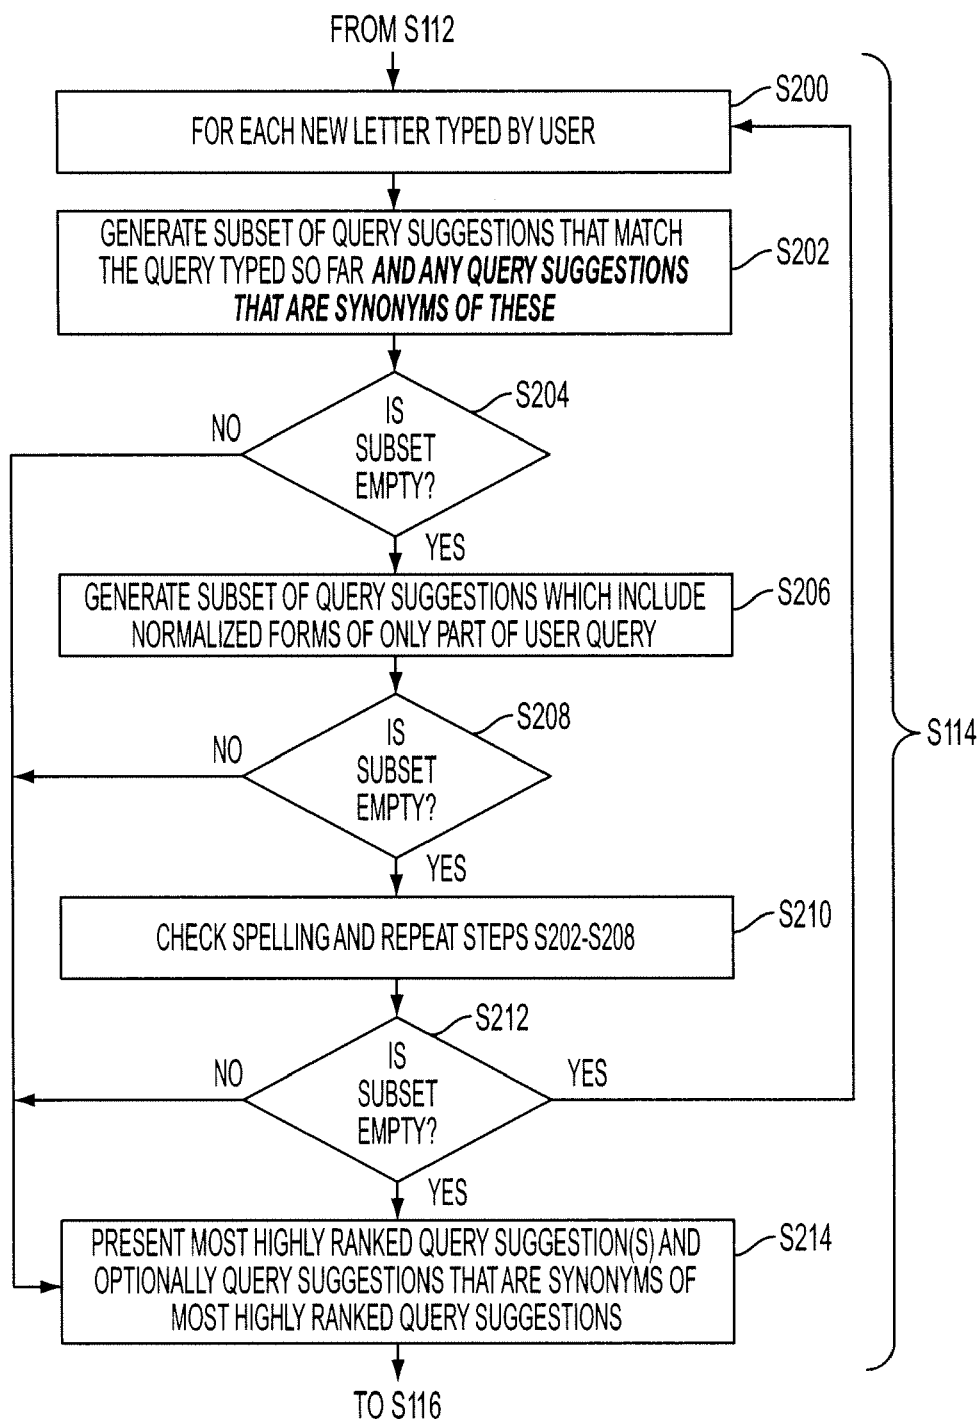 FROM S112
S200
FOR EACH NEW LETTER TYPED BY USER
GENERATE SUBSET OF QUERY SUGGESTIONS THAT MATCH
THE QUERY TYPED SO FAR AND ANY QUERY SUGGESTIONS
THAT ARE SYNONYMS OF THESE
S202
S204
NO
IS
SUBSET
EMPTY?
YES
GENERATE SUBSET OF QUERY SUGGESTIONS WHICH INCLUDE
NORMALIZED FORMS OF ONLY PART OF USER QUERY
S206
S208
NO
IS
SUBSET
EMPTY?
S114
YES
S210
CHECK SPELLING AND REPEAT STEPS S202-S208
S212
NO
IS
SUBSET
EMPTY?
YES
YES
PRESENT MOST HIGHLY RANKED QUERY SUGGESTION(S) AND
OPTIONALLY QUERY SUGGESTIONS THAT ARE SYNONYMS OF
MOST HIGHLY RANKED QUERY SUGGESTIONS
S214
TO S116